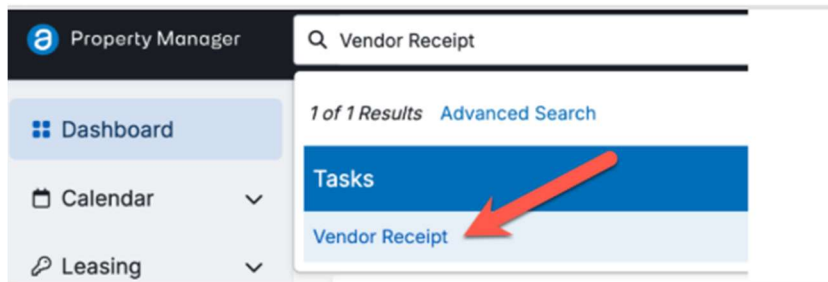 Property Manager
Vendor Receipt
1 of 1 Results Advanced Search
Dashboard
Tasks
Calendar
Vendor Receipt
Leasing